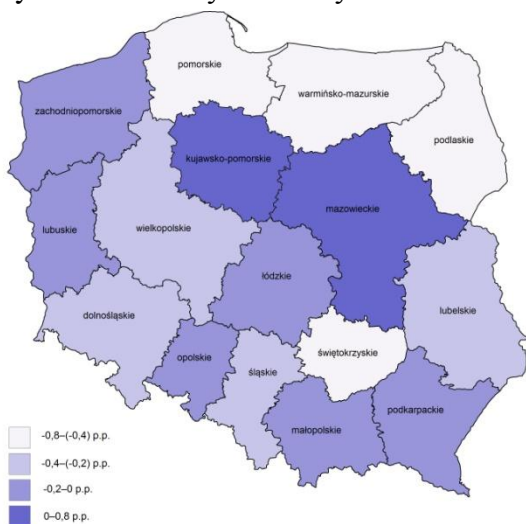 pomorskie
warmińsko-mazurskie
zachodniopomorskie
podlaskie
kujawsko-pomorskie
mazowieckie
lubuskie
wielkopolskie
łódzkie
lubelskie
dolnośląskie
opolskie
śląskie
świętokrzyskie
małopolskie
podkarpackie
-0,8–(-0,4) p.p.
-0,4–(-0,2) p.p.
-0,2–0 p.p.
0–0,8 p.p.